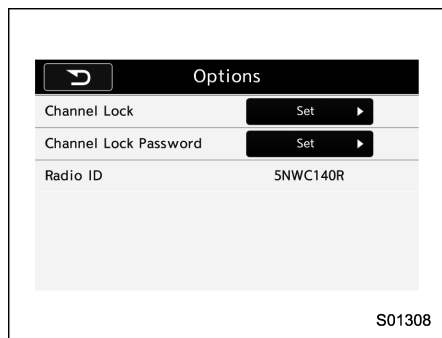 Options
Channel Lock Set
Channel Lock Password Set
Radio ID 5NWC140R
S01308